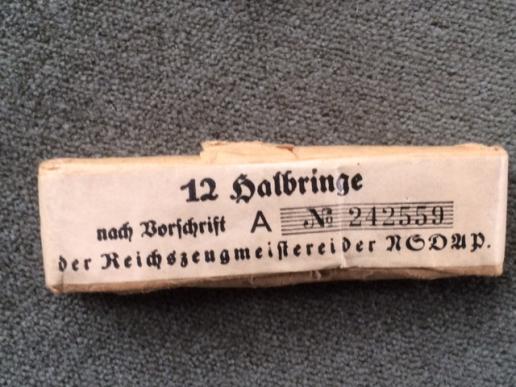 12 Halbringe
nach Vorschrift A № 242559
der Reichszeugmeisterei der NSDAP.